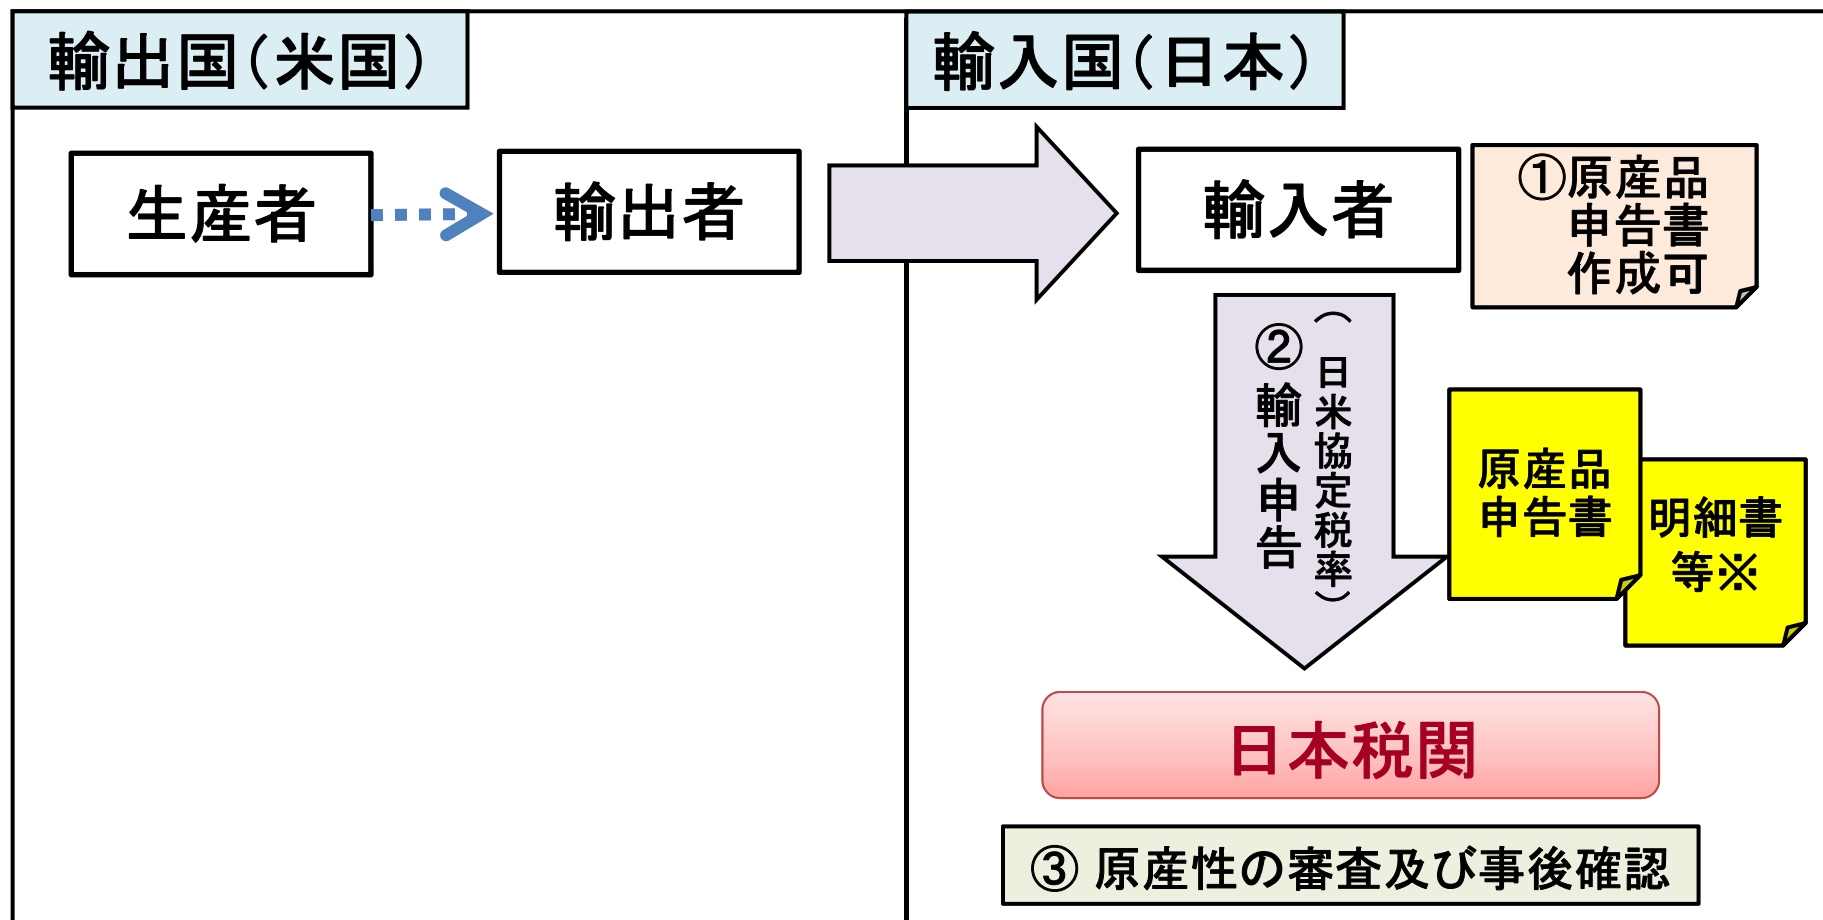 輸出国（米国）
輸入国（日本）
生産者
輸出者
輸入者
①原産品
申告書
作成可
②輸入申告
（日米協定税率）
原産品
申告書
明細書
等※
日本税関
③ 原産性の審査及び事後確認